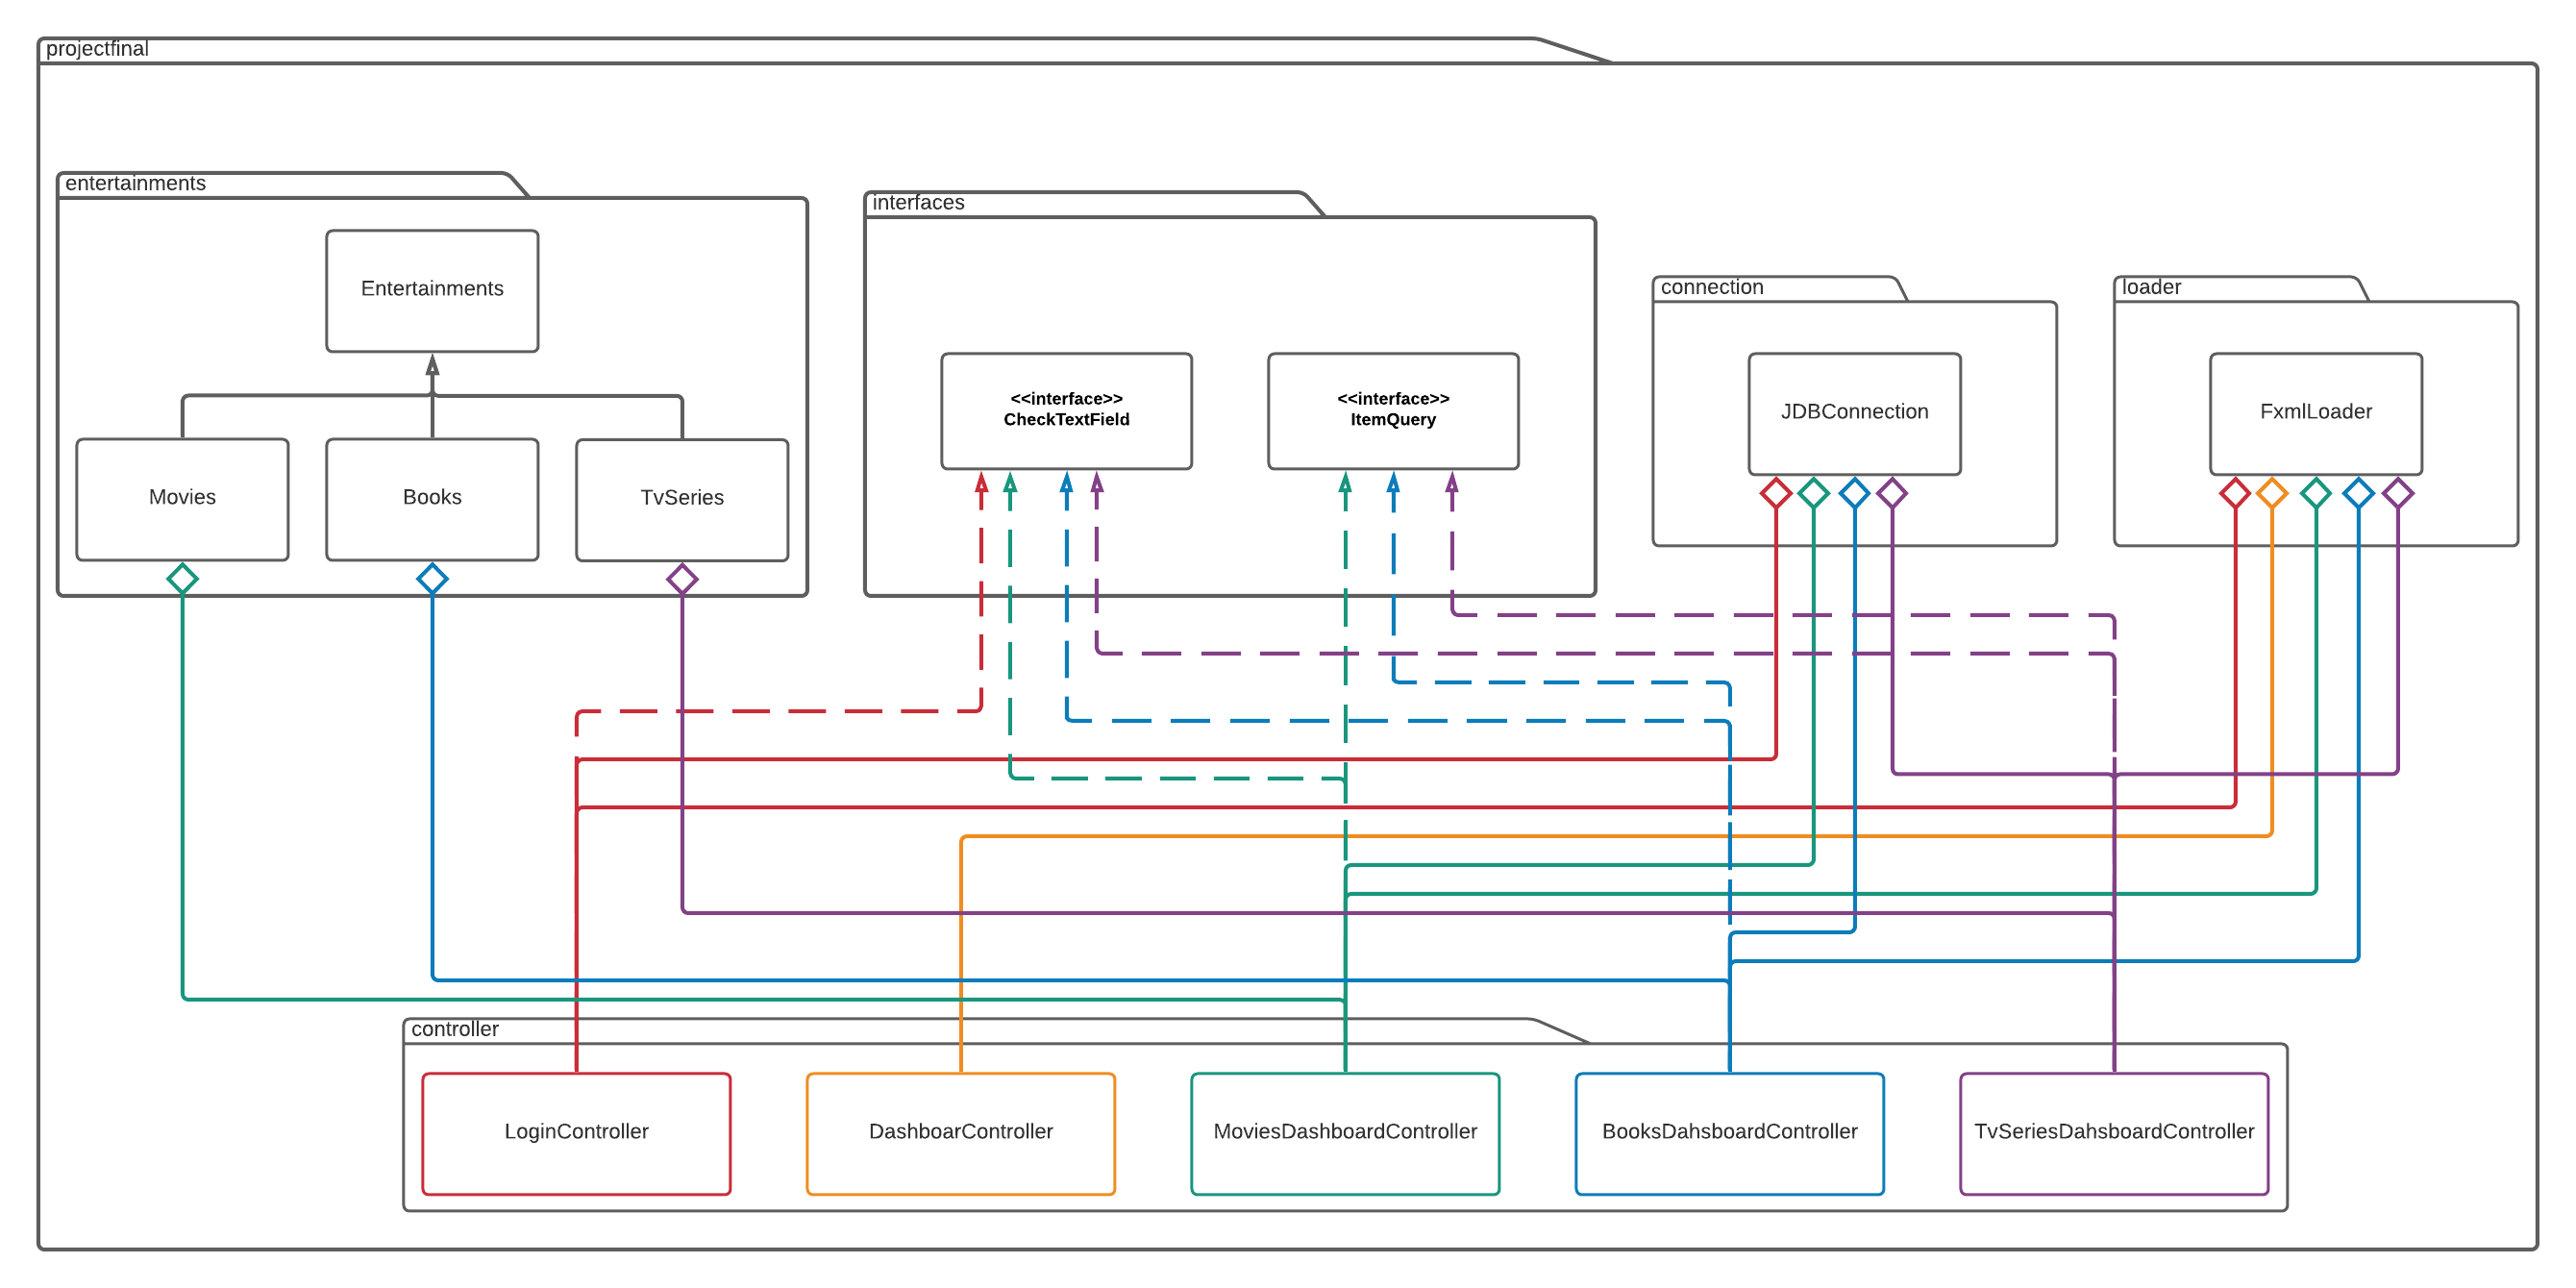 projectfinal
entertainments
interfaces
connection
loader
Entertainments
<<interface>>
CheckTextField
<<interface>>
ItemQuery
JDBConnection
FxmlLoader
Movies
Books
TvSeries
controller
LoginController
DashboarController
MoviesDashboardController
BooksDahsboardController
TvSeriesDahsboardController